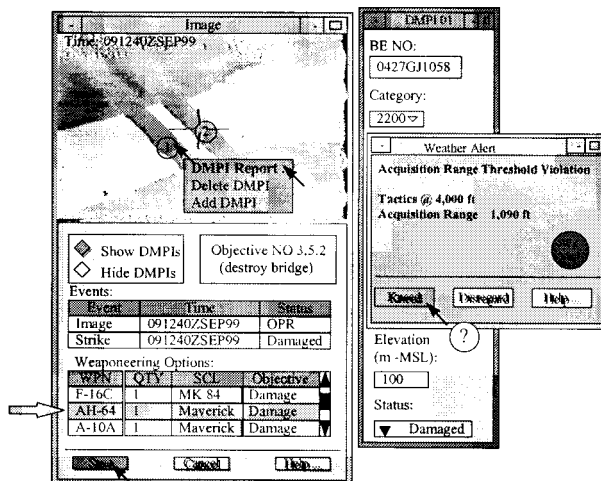 Image
Time: 091240ZSEP99
1
2
DMPI Report
Delete DMPI
Add DMPI
Show DMPIs
Hide DMPIs
Objective NO 3.5.2
(destroy bridge)
Events:
Event Time Status
Image 091240ZSEP99 OPR
Strike 091240ZSEP99 Damaged
Weaponeering Options:
WPN QTY SCL Objective
F-16C 1 MK 84 Damage
AH-64 1 Maverick Damage
A-10A 1 Maverick Damage
Cancel Help...
DMPI 01
BE NO:
0427GJ1058
Category:
2200
Weather Alert
Acquisition Range Threshold Violation
Tactics @ 4,000 ft
Acquisition Range 1,090 ft
Disregard Help...
?
Elevation
(m -MSL):
100
Status:
Damaged